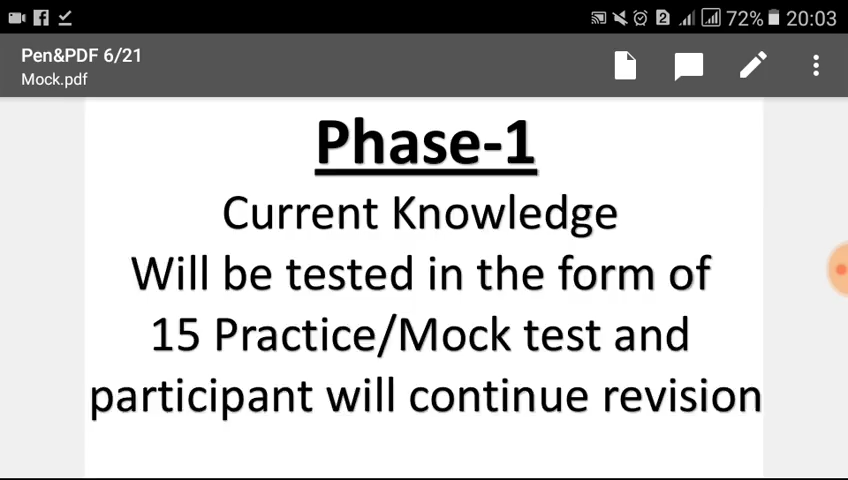 72% 20:03
Pen&PDF 6/21
Mock.pdf
Phase-1
Current Knowledge
Will be tested in the form of
15 Practice/Mock test and
participant will continue revision